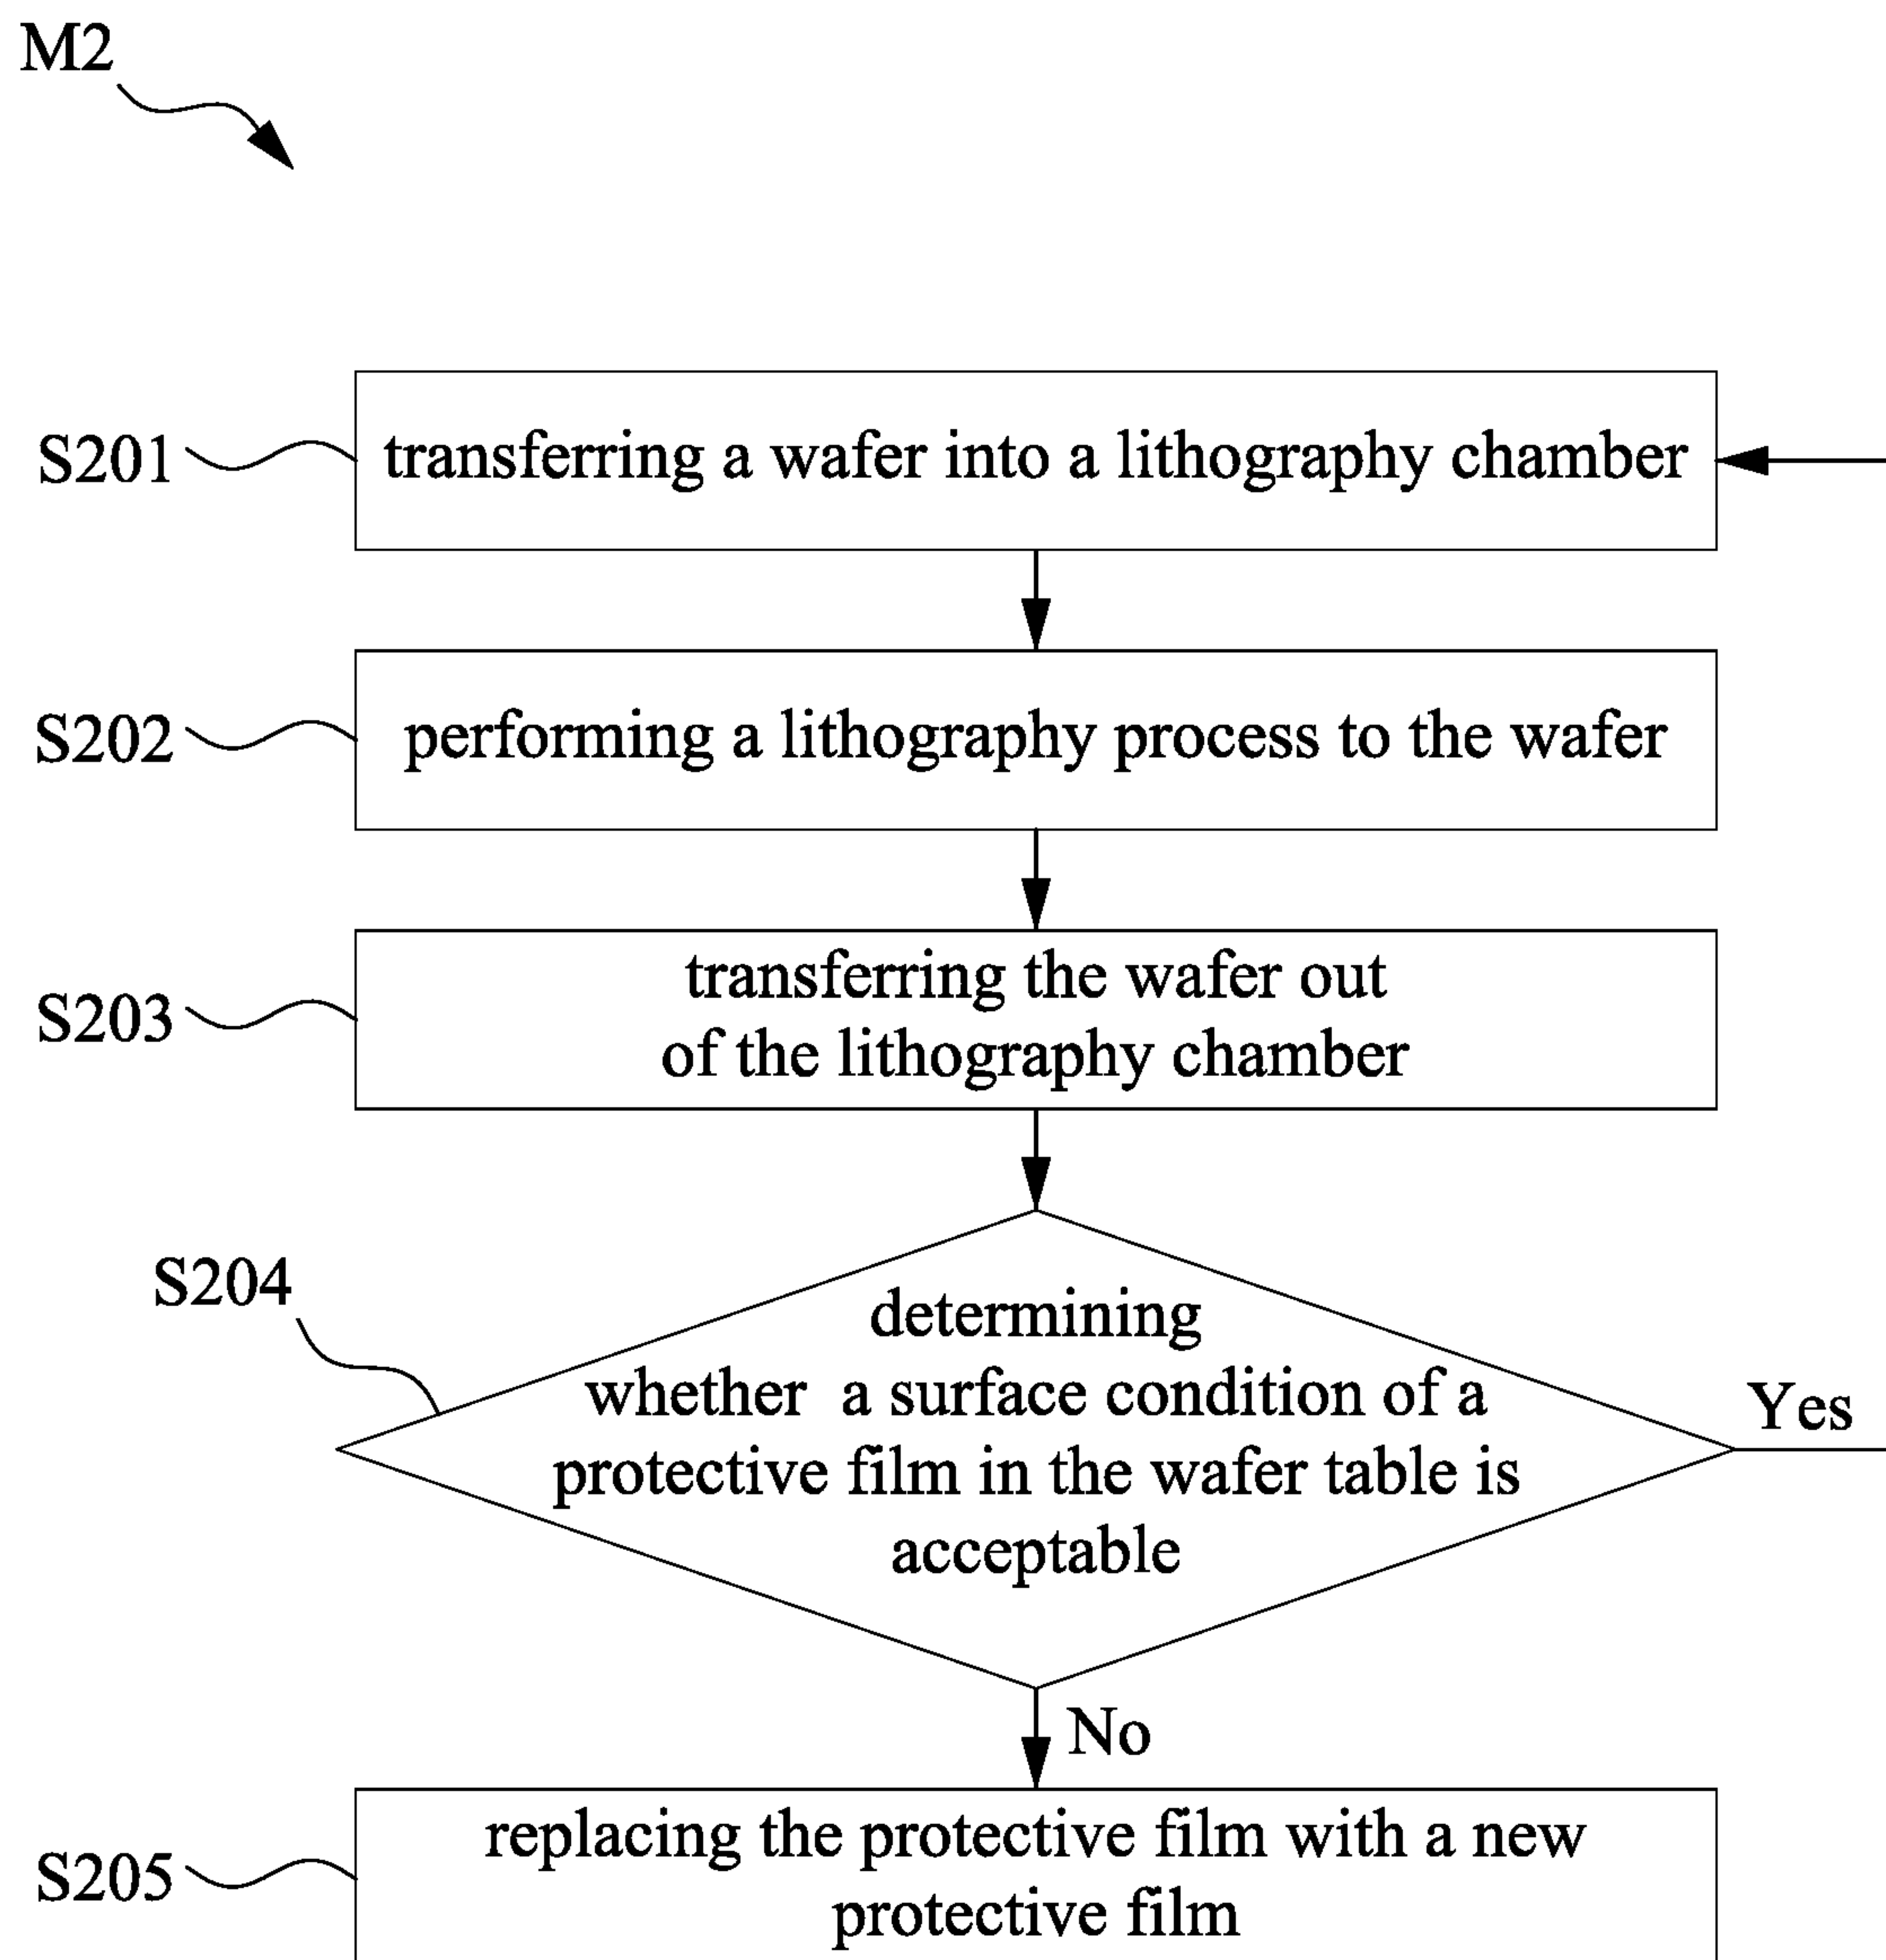 M2
S201
transferring a wafer into a lithography chamber
S202
performing a lithography process to the wafer
S203
transferring the wafer out
of the lithography chamber
S204
determining
whether a surface condition of a
protective film in the wafer table is
acceptable
Yes
No
S205
replacing the protective film with a new
protective film